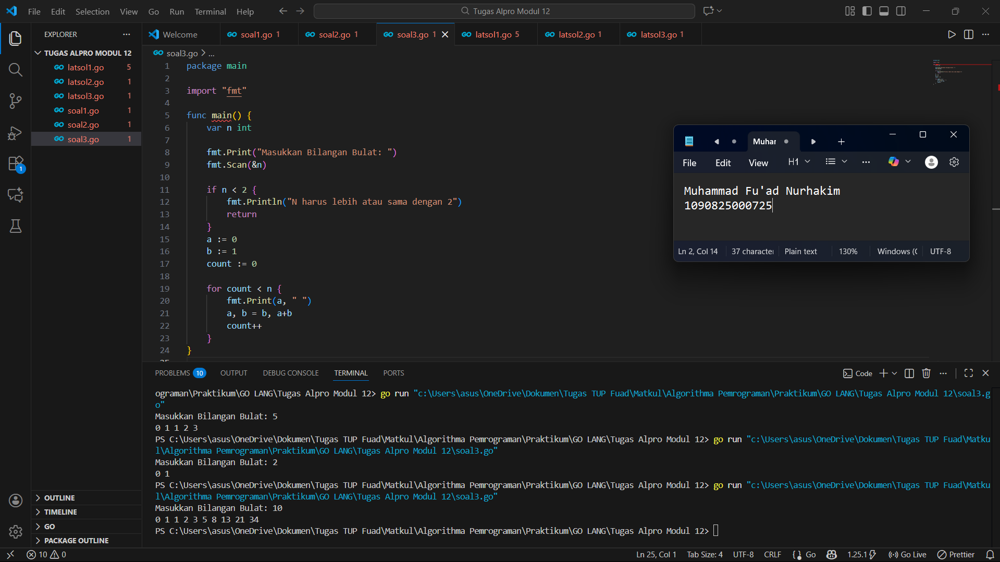 File Edit Selection View Go Run Terminal Help
Tugas Alpro Modul 12
EXPLORER
TUGAS ALPRO MODUL 12
latsol1.go 5
latsol2.go 1
latsol3.go 1
soal1.go 1
soal2.go 1
soal3.go 1
1
OUTLINE
TIMELINE
GO
PACKAGE OUTLINE
Welcome soal1.go 1 soal2.go 1 soal3.go 1 latsol1.go 5 latsol2.go 1 latsol3.go 1
soal3.go > ...
1 package main
2
3 import "fmt"
4
5 func main() {
6 var n int
7
8 fmt.Print("Masukkan Bilangan Bulat: ")
9 fmt.Scan(&n)
10
11 if n < 2 {
12 fmt.Println("N harus lebih atau sama dengan 2")
13 return
14 }
15 a := 0
16 b := 1
17 count := 0
18
19 for count < n {
20 fmt.Print(a, " ")
21 a, b = b, a+b
22 count++
23 }
24 }
Muhar
File Edit View H1
Muhammad Fu'ad Nurhakim
1090825000725
Ln 2, Col 14 37 character Plain text 130% Windows (C UTF-8
PROBLEMS 10 OUTPUT DEBUG CONSOLE TERMINAL PORTS
Code
ograman\Praktikum\GO LANG\Tugas Alpro Modul 12> go run "c:\Users\asus\OneDrive\Dokumen\Tugas TUP Fuad\Matkul\Algorithma Pemrograman\Praktikum\GO LANG\Tugas Alpro Modul 12\soal3.g
o"
Masukkan Bilangan Bulat: 5
0 1 1 2 3
PS C:\Users\asus\OneDrive\Dokumen\Tugas TUP Fuad\Matkul\Algorithma Pemrograman\Praktikum\GO LANG\Tugas Alpro Modul 12> go run "c:\Users\asus\OneDrive\Dokumen\Tugas TUP Fuad\Matku
l\Algorithma Pemrograman\Praktikum\GO LANG\Tugas Alpro Modul 12\soal3.go"
Masukkan Bilangan Bulat: 2
0 1
PS C:\Users\asus\OneDrive\Dokumen\Tugas TUP Fuad\Matkul\Algorithma Pemrograman\Praktikum\GO LANG\Tugas Alpro Modul 12> go run "c:\Users\asus\OneDrive\Dokumen\Tugas TUP Fuad\Matku
l\Algorithma Pemrograman\Praktikum\GO LANG\Tugas Alpro Modul 12\soal3.go"
Masukkan Bilangan Bulat: 10
0 1 1 2 3 5 8 13 21 34
PS C:\Users\asus\OneDrive\Dokumen\Tugas TUP Fuad\Matkul\Algorithma Pemrograman\Praktikum\GO LANG\Tugas Alpro Modul 12>
10 0 Ln 25, Col 1 Tab Size: 4 UTF-8 CRLF { } Go 1.25.1 Go Live Prettier